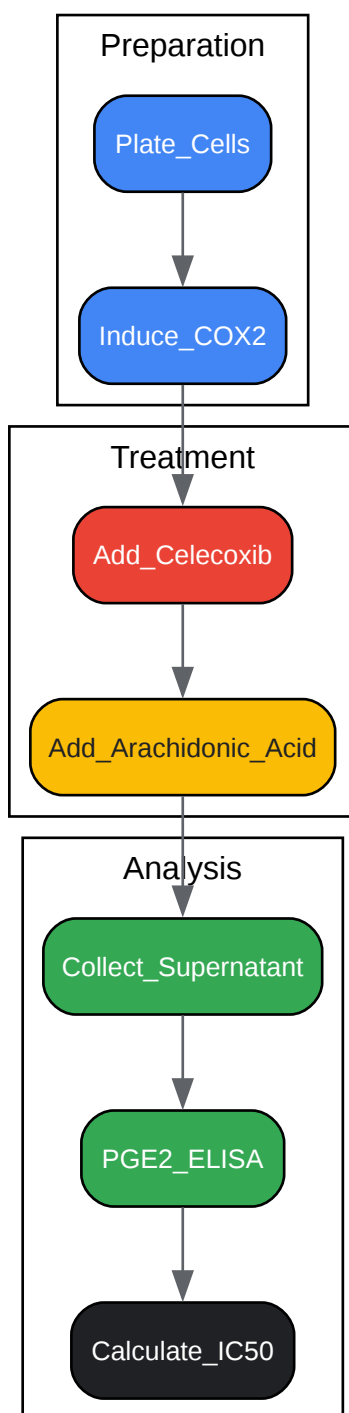 Preparation
Plate_Cells
Induce_COX2
Treatment
Add_Celecoxib
Add_Arachidonic_Acid
Analysis
Collect_Supernatant
PGE2_ELISA
Calculate_IC50